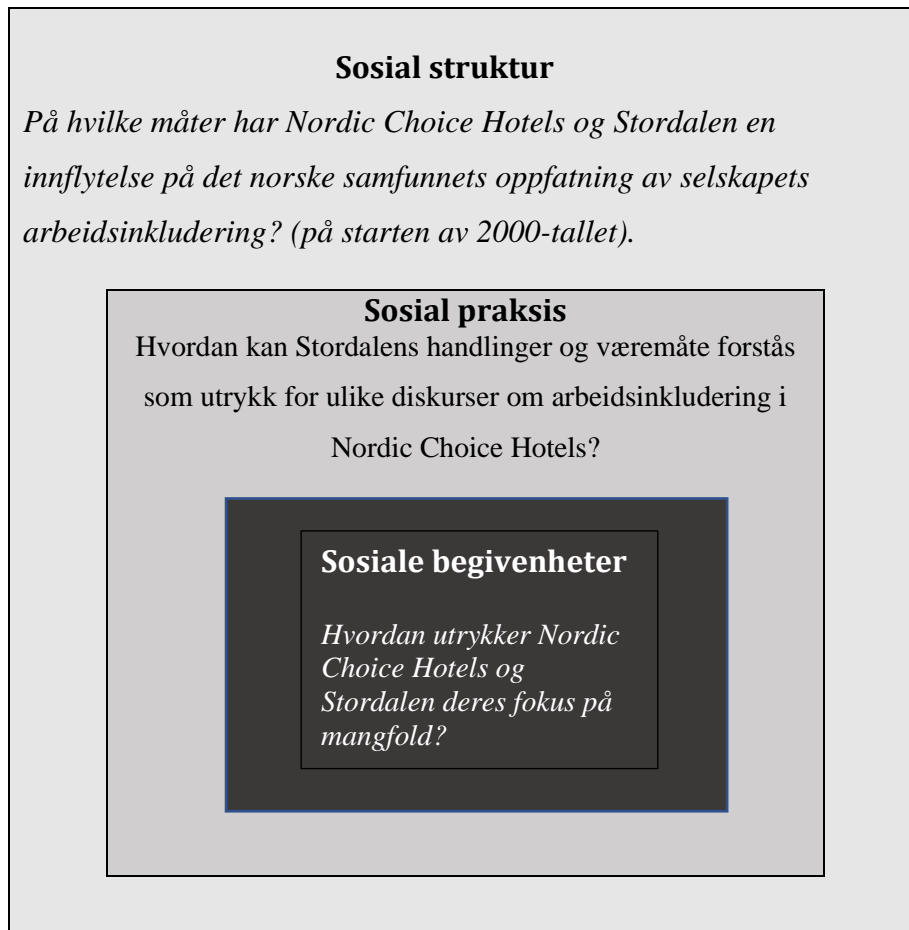 Sosial struktur
På hvilke måter har Nordic Choice Hotels og Stordalen en
innflytelse på det norske samfunnets oppfatning av selskapets
arbeidsinkludering? (på starten av 2000-tallet).
Sosial praksis
Hvordan kan Stordalens handlinger og væremåte forstås
som utrykk for ulike diskurser om arbeidsinkludering i
Nordic Choice Hotels?
Sosiale begivenheter
Hvordan utrykker Nordic
Choice Hotels og
Stordalen deres fokus på
mangfold?